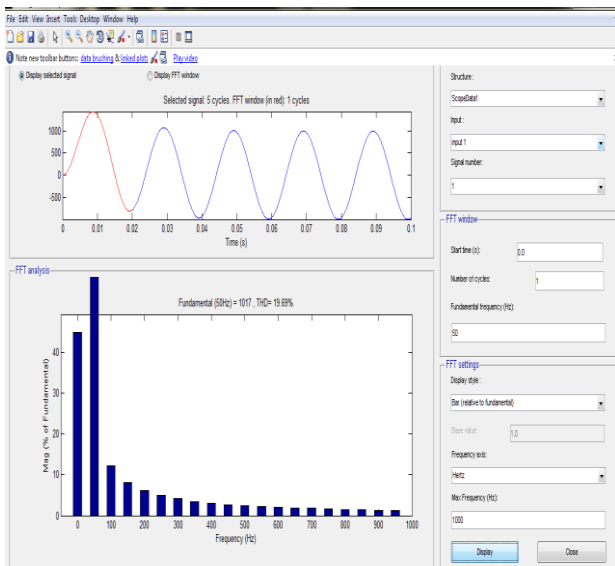 File Edit View Insert Tools Desktop Window Help
Note new toolbar buttons: data brushing & linked plots Play video
Display selected signal Display FFT window
Selected signal: 5 cycles. FFT window (in red): 1 cycles
1000
500
0
-500
0 0.01 0.02 0.03 0.04 0.05 0.06 0.07 0.08 0.09 0.1
Time (s)
FFT analysis
Fundamental (50Hz) = 1017 , THD= 19.69%
Mag (% of Fundamental)
40
30
20
10
0
0 100 200 300 400 500 600 700 800 900 1000
Frequency (Hz)
Structure :
ScopeData1
Input :
input 1
Signal number:
1
FFT window
Start time (s): 0.0
Number of cycles: 1
Fundamental frequency (Hz):
50
FFT settings
Display style :
Bar (relative to fundamental)
Base value: 1.0
Frequency axis:
Hertz
Max Frequency (Hz):
1000
Display Close